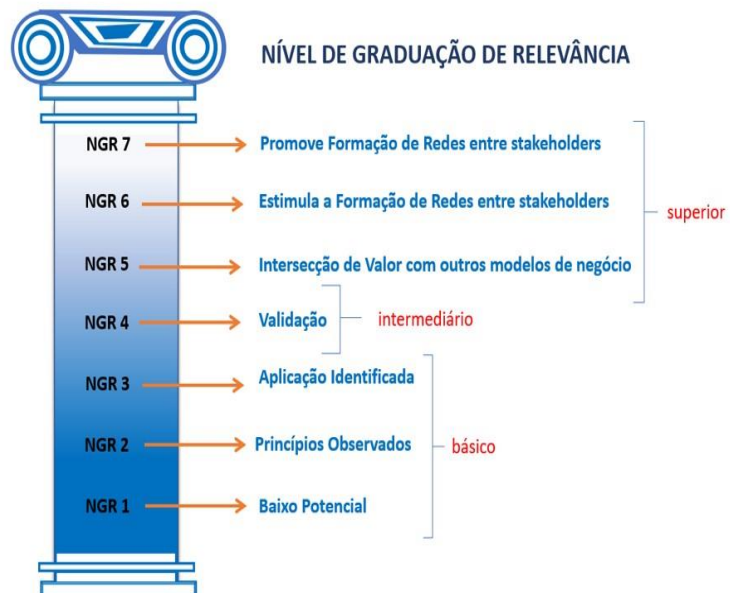 NÍVEL DE GRADUAÇÃO DE RELEVÂNCIA
NGR 7 Promove Formação de Redes entre stakeholders
NGR 6 Estimula a Formação de Redes entre stakeholders
superior
NGR 5 Intersecção de Valor com outros modelos de negócio
NGR 4 Validação intermediário
NGR 3 Aplicação Identificada
NGR 2 Princípios Observados básico
NGR 1 Baixo Potencial